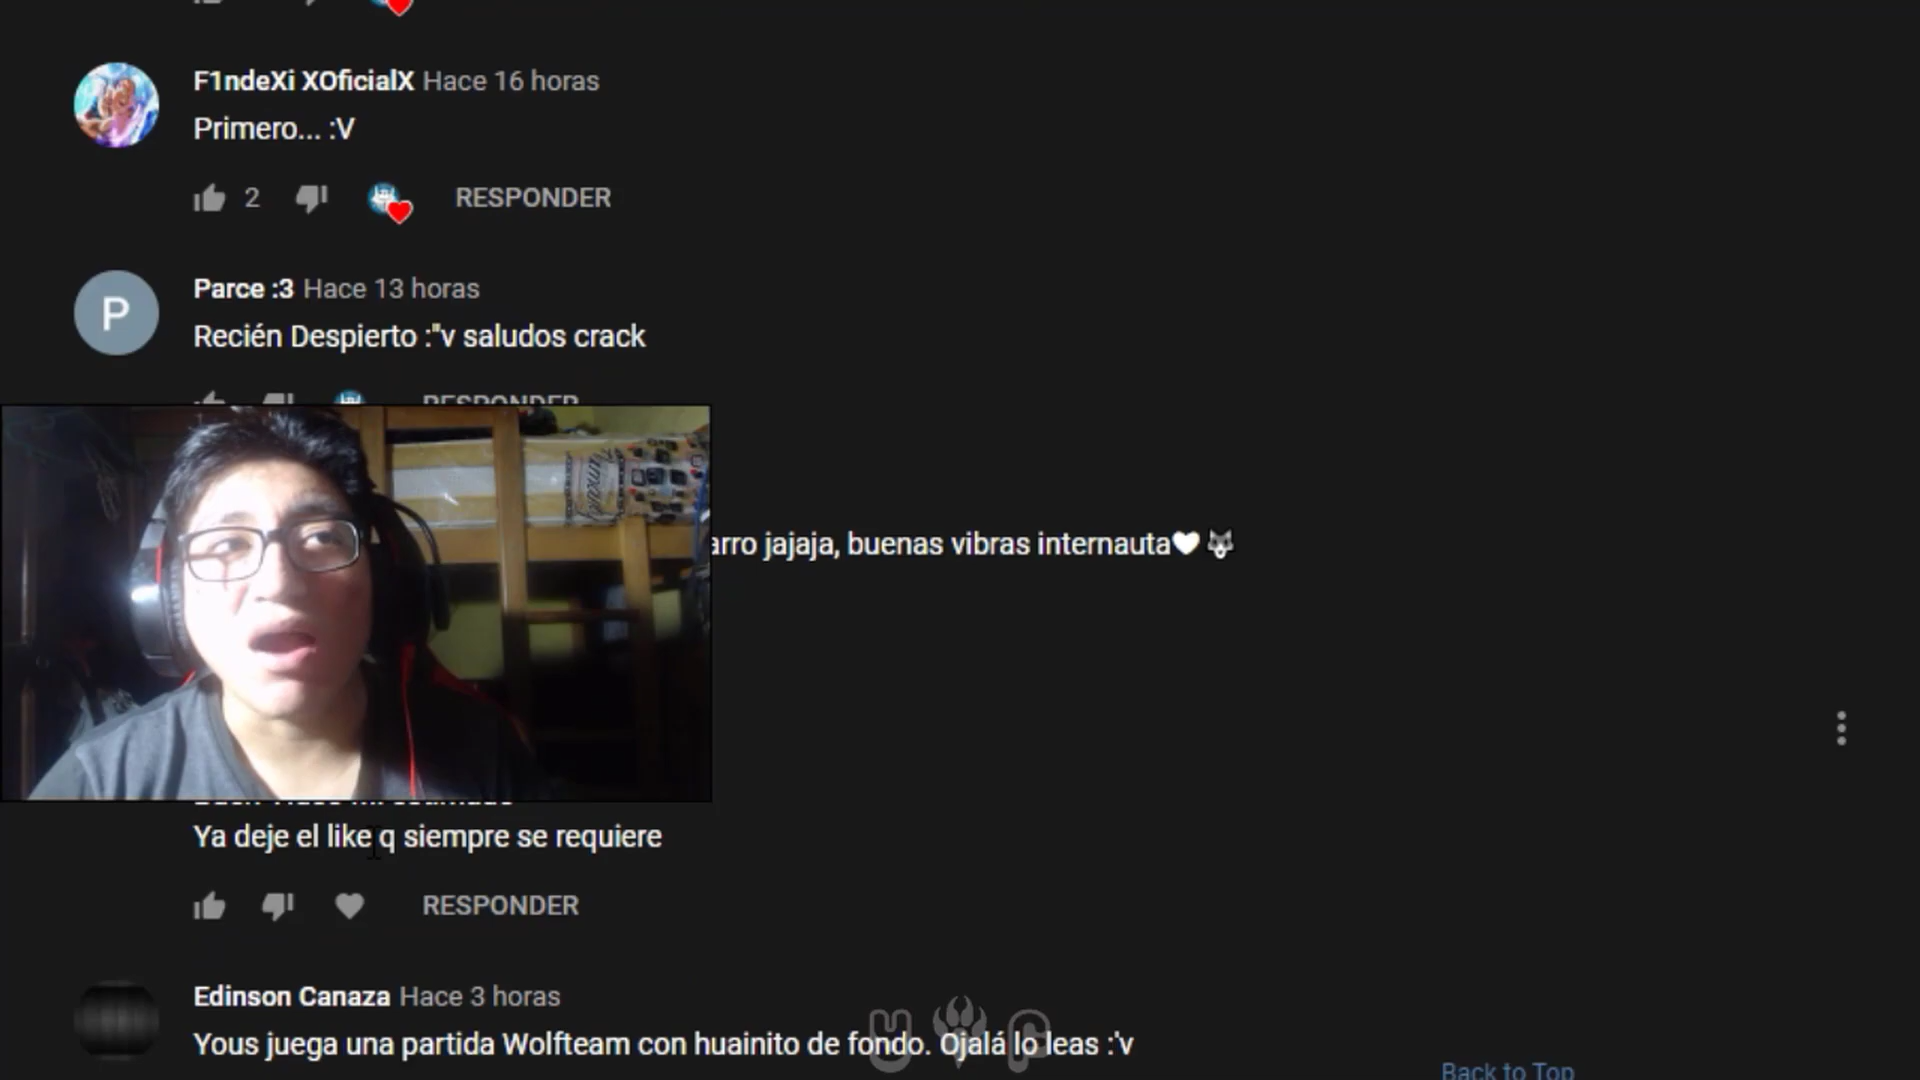 F1ndeXi XOficialX Hace 16 horas
Primero... :V
2 RESPONDER
Parce :3 Hace 13 horas
Recién Despierto :"v saludos crack
RESPONDER
arro jajaja, buenas vibras internauta🤍🐺
Ya deje el like q siempre se requiere
RESPONDER
Edinson Canaza Hace 3 horas
Yous juega una partida Wolfteam con huainito de fondo. Ojalá lo leas :'v
Back to Top